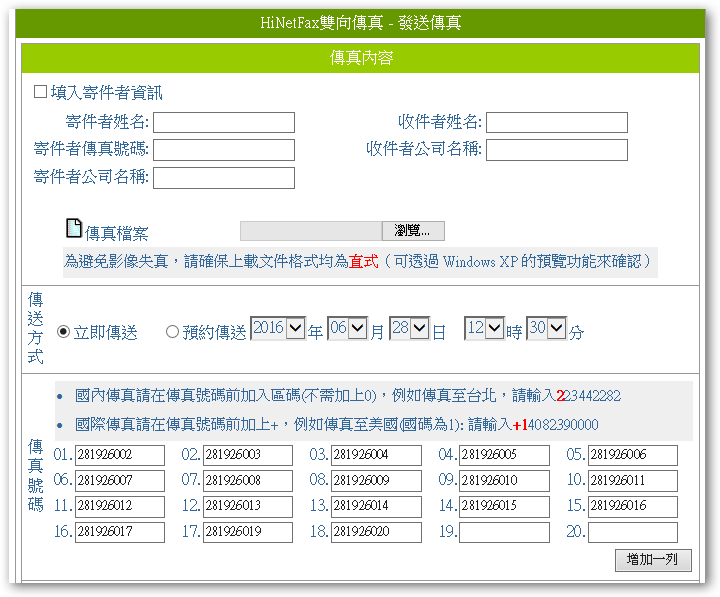 HiNetFax雙向傳真 - 發送傳真
傳真內容
填入寄件者資訊
寄件者姓名: 收件者姓名:
寄件者傳真號碼: 收件者公司名稱:
寄件者公司名稱:
傳真檔案 瀏覽...
為避免影像失真，請確保上載文件格式均為直式（可透過 Windows XP 的預覽功能來確認）
傳送方式
立即傳送 預約傳送 2016 年 06 月 28 日 12 時 30 分
傳真號碼
國內傳真請在傳真號碼前加入區碼(不需加上0)，例如傳真至台北，請輸入223442282
國際傳真請在傳真號碼前加上+，例如傳真至美國(國碼為1): 請輸入+14082390000
01. 281926002 02. 281926003 03. 281926004 04. 281926005 05. 281926006
06. 281926007 07. 281926008 08. 281926009 09. 281926010 10. 281926011
11. 281926012 12. 281926013 13. 281926014 14. 281926015 15. 281926016
16. 281926017 17. 281926019 18. 281926020 19. 20.
增加一列